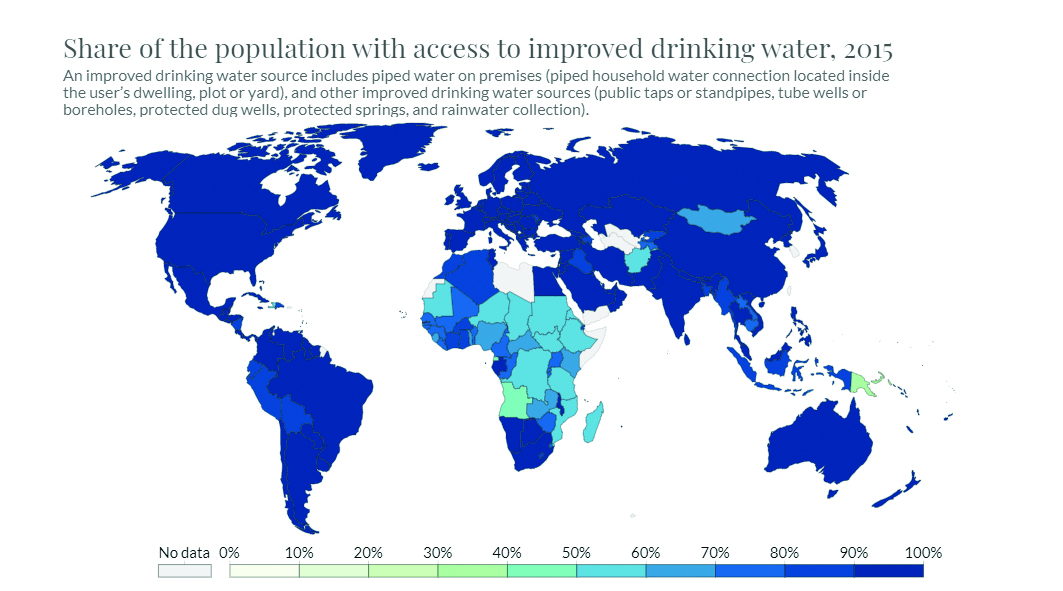 Share of the population with access to improved drinking water, 2015
An improved drinking water source includes piped water on premises (piped household water connection located inside
the user's dwelling, plot or yard), and other improved drinking water sources (public taps or standpipes, tube wells or
boreholes, protected dug wells, protected springs, and rainwater collection).
No data 0% 10% 20% 30% 40% 50% 60% 70% 80% 90% 100%